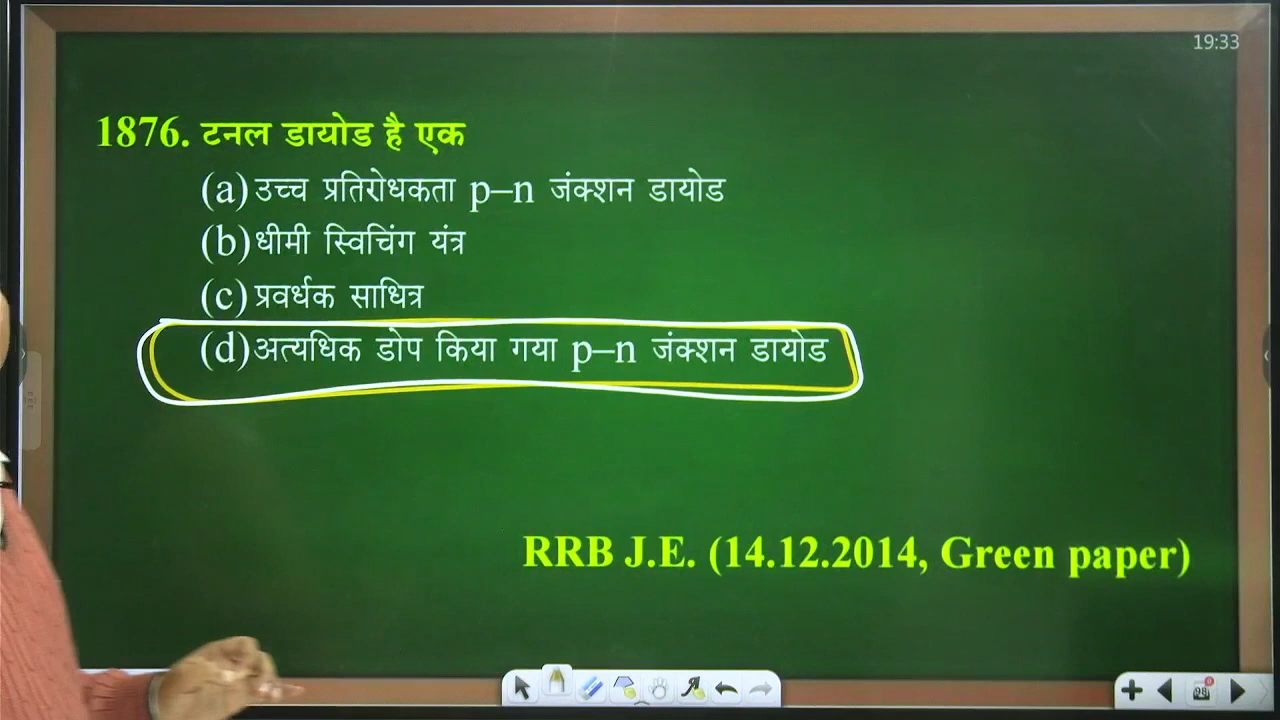 19:33
1876. टनल डायोड है एक
(a) उच्च प्रतिरोधकता p–n जंक्शन डायोड
(b) धीमी स्विचिंग यंत्र
(c) प्रवर्धक साधित्र
(d) अत्यधिक डोप किया गया p–n जंक्शन डायोड
RRB J.E. (14.12.2014, Green paper)